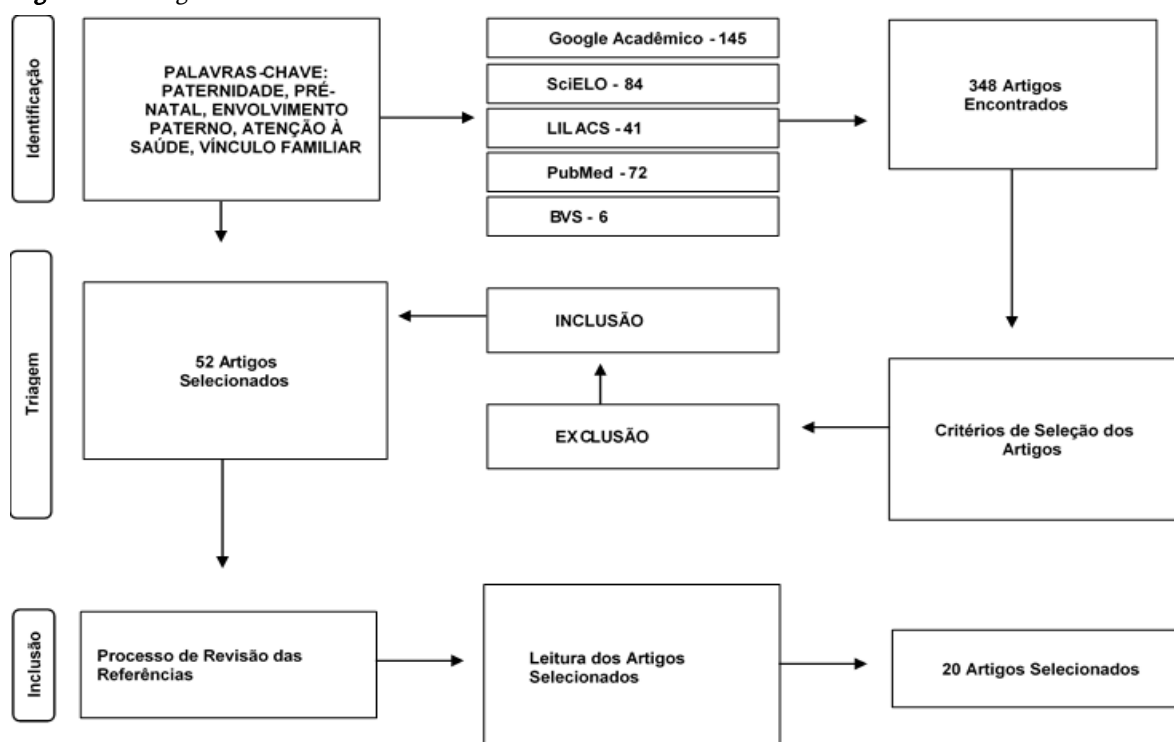 Identificação
PALAVRAS-CHAVE:
PATERNIDADE, PRÉ-
NATAL, ENVOLVIMENTO
PATERNO, ATENÇÃO À
SAÚDE, VÍNCULO FAMILIAR
Google Acadêmico - 145
SciELO - 84
LILACS - 41
PubMed - 72
BVS - 6
348 Artigos
Encontrados
Triagem
52 Artigos
Selecionados
INCLUSÃO
EXCLUSÃO
Critérios de Seleção dos
Artigos
Inclusão
Processo de Revisão das
Referências
Leitura dos Artigos
Selecionados
20 Artigos Selecionados